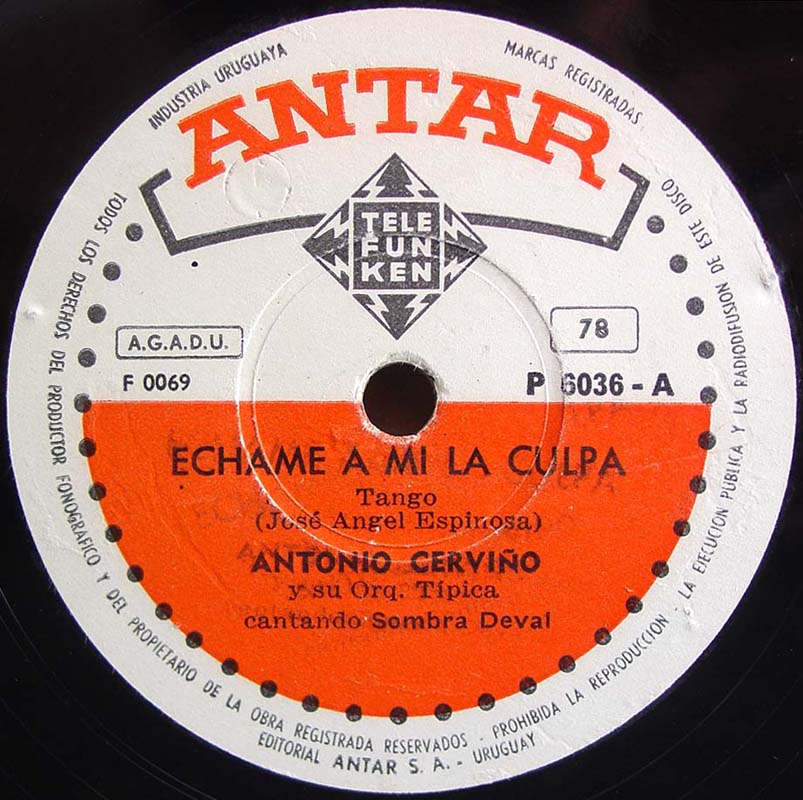 INDUSTRIA URUGUAYA
MARCAS REGISTRADAS
ANTAR
TELE
FUN
KEN
A.G.A.D.U.
78
F 0069
P 6036 - A
ECHAME A MI LA CULPA
Tango
(José Angel Espinosa)
ANTONIO CERVIÑO
y su Orq. Típica
cantando Sombra Deval
TODOS LOS DERECHOS DEL PRODUCTOR FONOGRAFICO Y DEL PROPIETARIO DE LA OBRA REGISTRADA RESERVADOS - PROHIBIDA LA REPRODUCCION - LA EJECUCION PUBLICA Y LA RADIODIFUSION DE ESTE DISCO
EDITORIAL ANTAR S. A. - URUGUAY